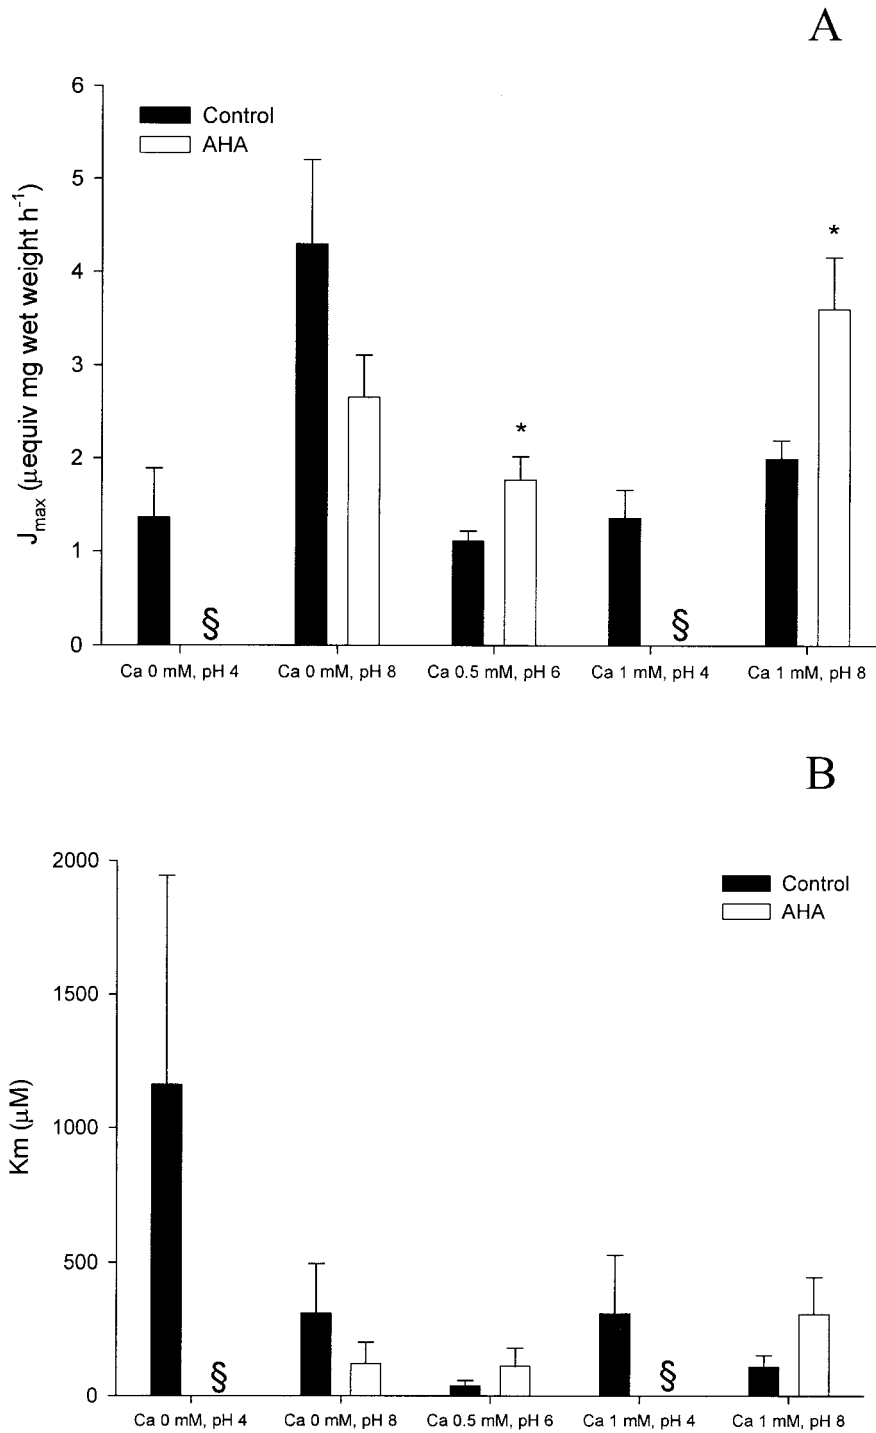 A
6
5
4
3
2
1
0
J_max (µequiv mg wet weight h⁻¹)
Control
AHA
*
*
§
§
Ca 0 mM, pH 4 Ca 0 mM, pH 8 Ca 0.5 mM, pH 6 Ca 1 mM, pH 4 Ca 1 mM, pH 8
B
2000
1500
1000
500
0
Km (µM)
Control
AHA
§
§
Ca 0 mM, pH 4 Ca 0 mM, pH 8 Ca 0.5 mM, pH 6 Ca 1 mM, pH 4 Ca 1 mM, pH 8